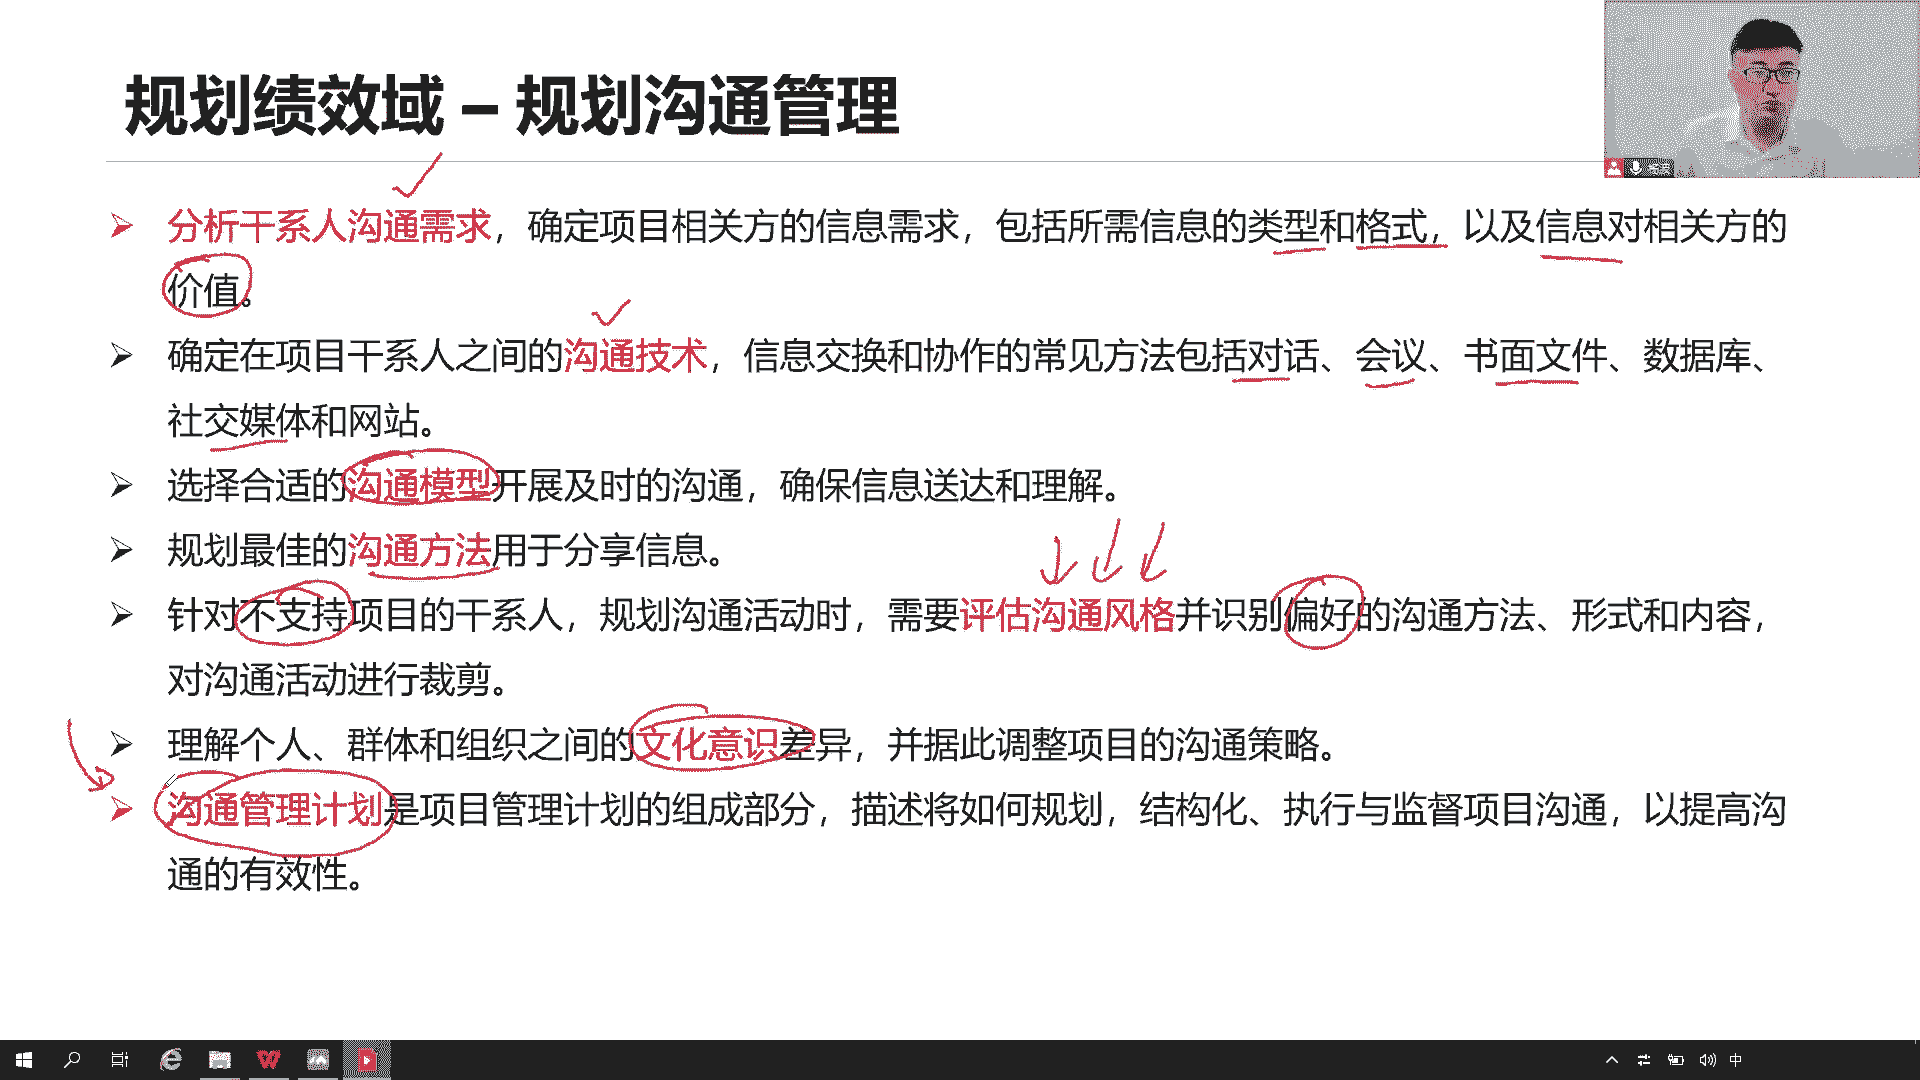 规划绩效域 – 规划沟通管理
分析干系人沟通需求，确定项目相关方的信息需求，包括所需信息的类型和格式，以及信息对相关方的
价值。
确定在项目干系人之间的沟通技术，信息交换和协作的常见方法包括对话、会议、书面文件、数据库、
社交媒体和网站。
选择合适的沟通模型开展及时的沟通，确保信息送达和理解。
规划最佳的沟通方法用于分享信息。
针对不支持项目的干系人，规划沟通活动时，需要评估沟通风格并识别偏好的沟通方法、形式和内容，
对沟通活动进行裁剪。
理解个人、群体和组织之间的文化意识差异，并据此调整项目的沟通策略。
沟通管理计划是项目管理计划的组成部分，描述将如何规划，结构化、执行与监督项目沟通，以提高沟
通的有效性。
中